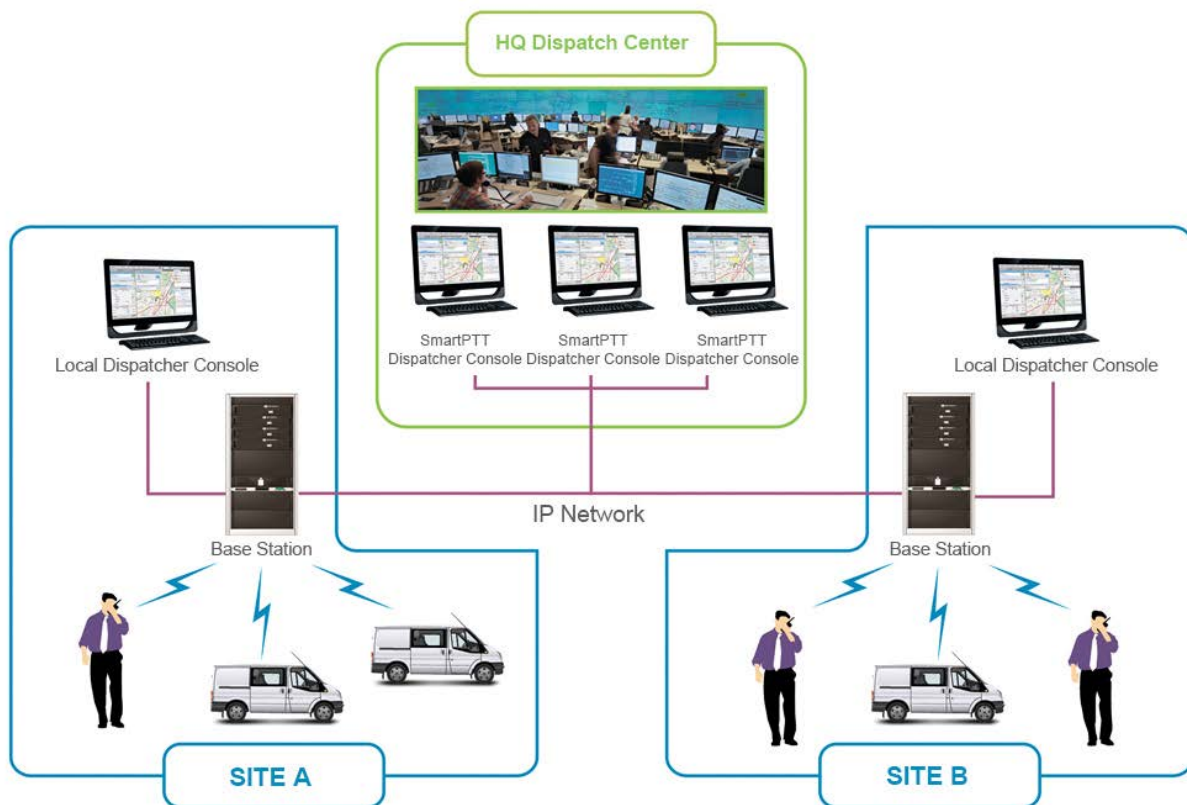 HQ Dispatch Center
SmartPTT
Dispatcher Console
SmartPTT
Dispatcher Console
SmartPTT
Dispatcher Console
Local Dispatcher Console
Local Dispatcher Console
IP Network
Base Station
Base Station
SITE A
SITE B